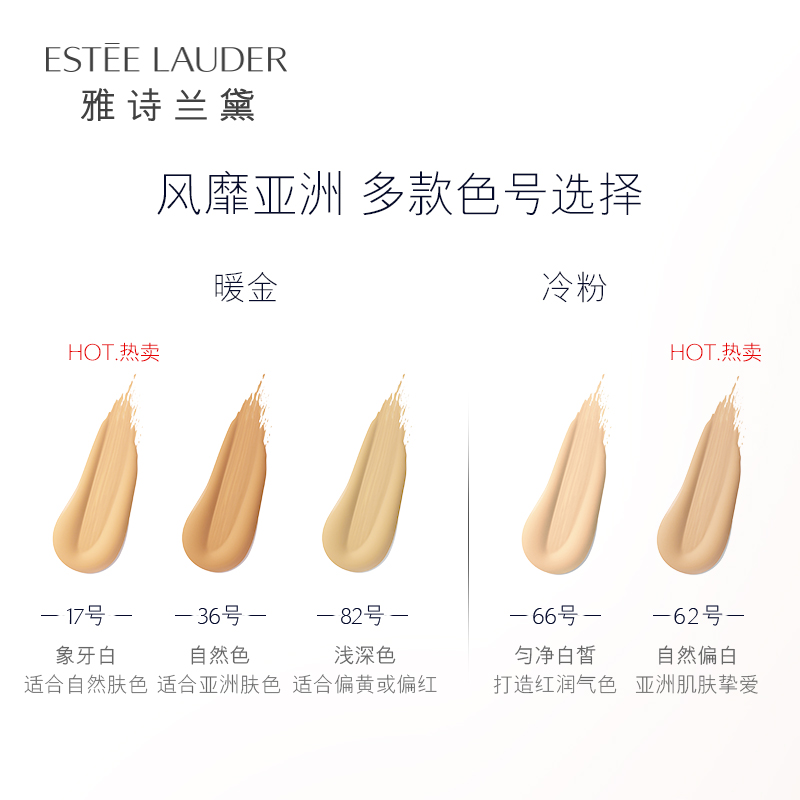 ESTĒE LAUDER
雅诗兰黛
风靡亚洲 多款色号选择
暖金
冷粉
HOT.热卖
HOT.热卖
17号
36号
82号
66号
62号
象牙白
自然色
浅深色
匀净白皙
自然偏白
适合自然肤色
适合亚洲肤色
适合偏黄或偏红
打造红润气色
亚洲肌肤挚爱